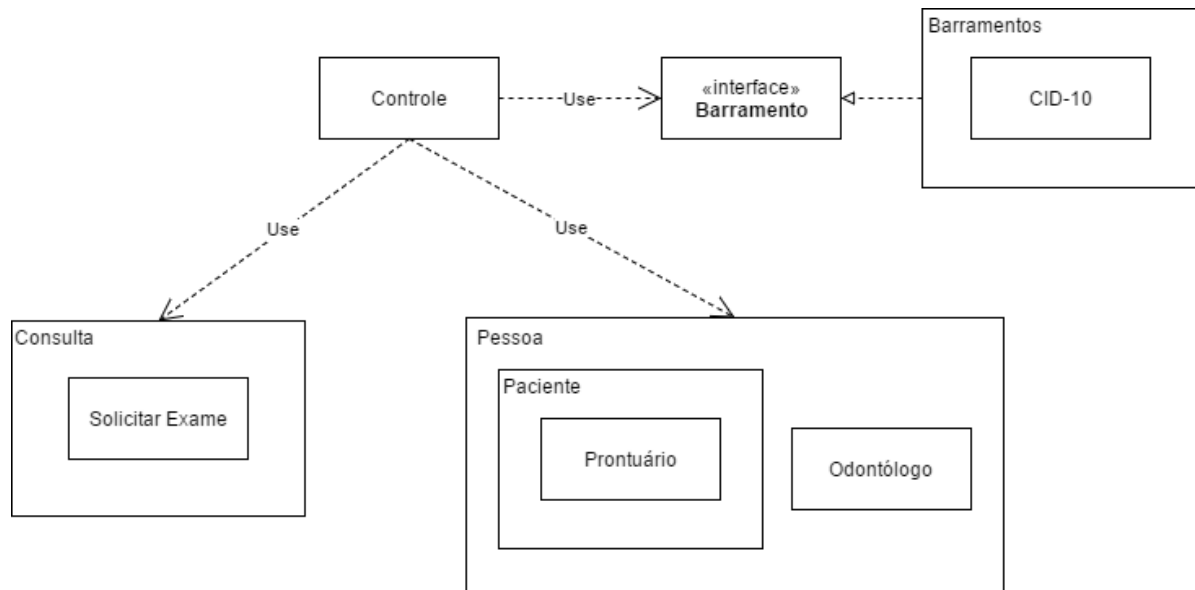 Barramentos
Controle
Use
«interface»
Barramento
CID-10
Use
Use
Consulta
Solicitar Exame
Pessoa
Paciente
Prontuário
Odontólogo